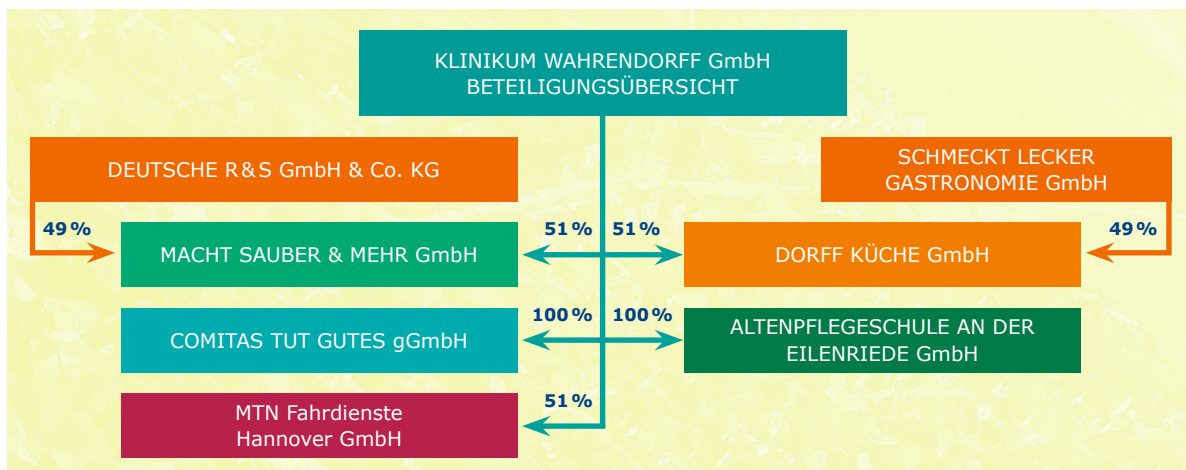 KLINIKUM WAHRENDORFF GmbH
BETEILIGUNGSÜBERSICHT
DEUTSCHE R&S GmbH & Co. KG
SCHMECKT LECKER
GASTRONOMIE GmbH
49%
51%
51%
49%
MACHT SAUBER & MEHR GmbH
DORFF KÜCHE GmbH
100%
100%
COMITAS TUT GUTES gGmbH
ALTENPFLEGESCHULE AN DER
EILENRIEDE GmbH
51%
MTN Fahrdienste
Hannover GmbH